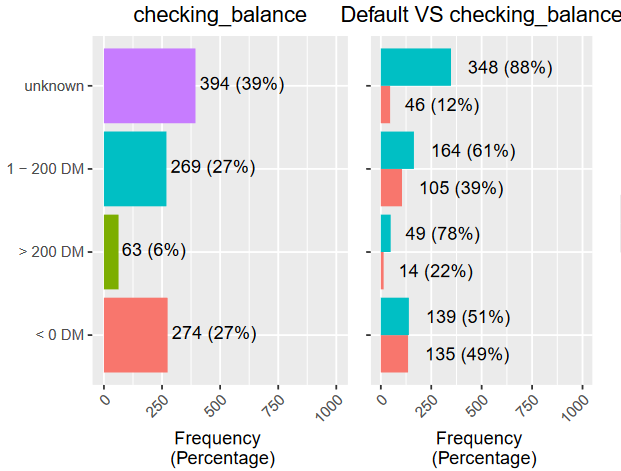 checking_balance
Default VS checking_balance
unknown
394 (39%)
348 (88%)
46 (12%)
1 − 200 DM
269 (27%)
164 (61%)
105 (39%)
> 200 DM
63 (6%)
49 (78%)
14 (22%)
< 0 DM
274 (27%)
139 (51%)
135 (49%)
0 250 500 750 1000
0 250 500 750 1000
Frequency
(Percentage)
Frequency
(Percentage)